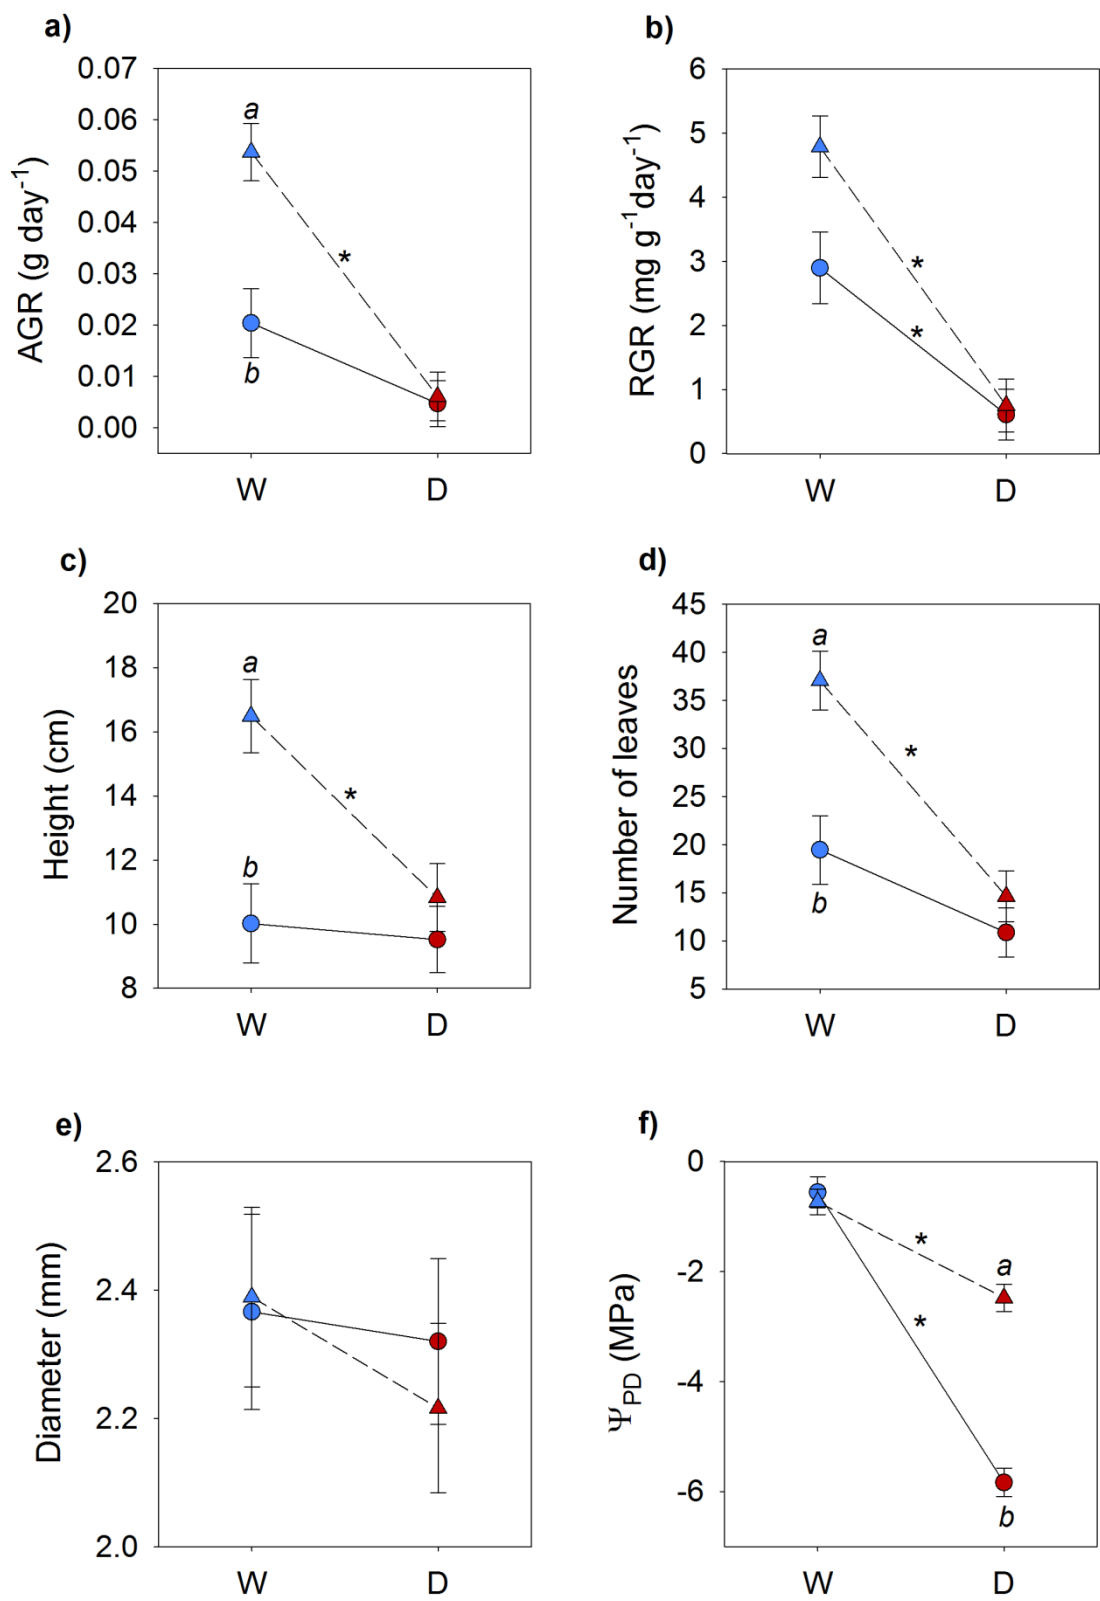 a)
0.07
0.06
0.05
0.04
0.03
0.02
0.01
0.00
AGR (g day⁻¹)
a
*
b
W D
b)
6
5
4
3
2
1
0
RGR (mg g⁻¹day⁻¹)
*
*
W D
c)
20
18
16
14
12
10
8
Height (cm)
a
*
b
W D
d)
45
40
35
30
25
20
15
10
5
Number of leaves
a
*
b
W D
e)
2.6
2.4
2.2
2.0
Diameter (mm)
W D
f)
0
-2
-4
-6
Ψ_PD (MPa)
*
a
*
b
W D